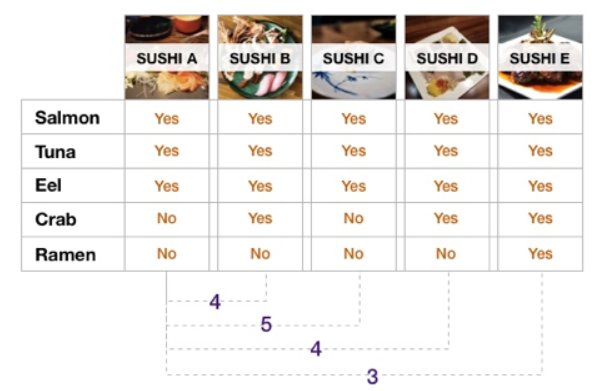 SUSHI A SUSHI B SUSHI C SUSHI D SUSHI E
Salmon Yes Yes Yes Yes Yes
Tuna Yes Yes Yes Yes Yes
Eel Yes Yes Yes Yes Yes
Crab No Yes No Yes Yes
Ramen No No No No Yes
4
5
4
3